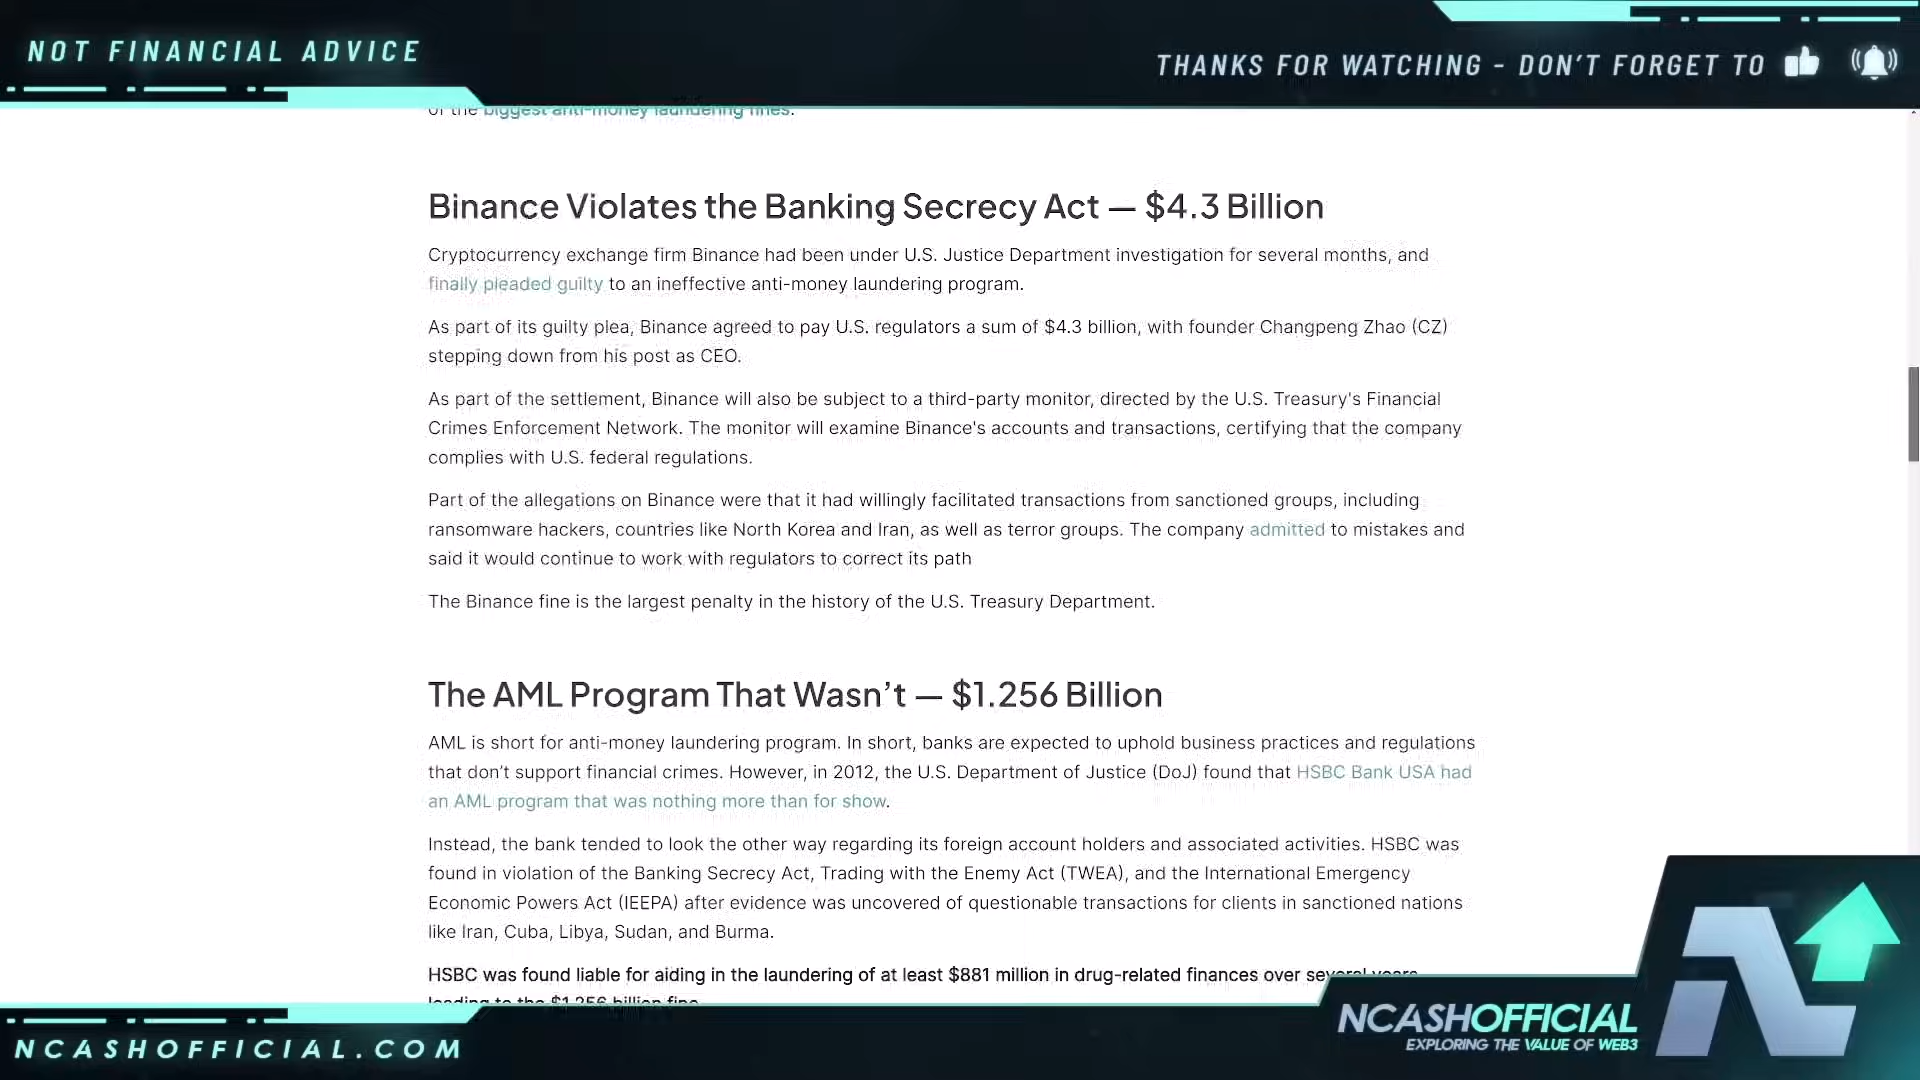 NOT FINANCIAL ADVICE
THANKS FOR WATCHING - DON'T FORGET TO
of the biggest anti-money laundering fines.
Binance Violates the Banking Secrecy Act — $4.3 Billion
Cryptocurrency exchange firm Binance had been under U.S. Justice Department investigation for several months, and
finally pleaded guilty to an ineffective anti-money laundering program.
As part of its guilty plea, Binance agreed to pay U.S. regulators a sum of $4.3 billion, with founder Changpeng Zhao (CZ)
stepping down from his post as CEO.
As part of the settlement, Binance will also be subject to a third-party monitor, directed by the U.S. Treasury's Financial
Crimes Enforcement Network. The monitor will examine Binance's accounts and transactions, certifying that the company
complies with U.S. federal regulations.
Part of the allegations on Binance were that it had willingly facilitated transactions from sanctioned groups, including
ransomware hackers, countries like North Korea and Iran, as well as terror groups. The company admitted to mistakes and
said it would continue to work with regulators to correct its path
The Binance fine is the largest penalty in the history of the U.S. Treasury Department.
The AML Program That Wasn’t — $1.256 Billion
AML is short for anti-money laundering program. In short, banks are expected to uphold business practices and regulations
that don’t support financial crimes. However, in 2012, the U.S. Department of Justice (DoJ) found that HSBC Bank USA had
an AML program that was nothing more than for show.
Instead, the bank tended to look the other way regarding its foreign account holders and associated activities. HSBC was
found in violation of the Banking Secrecy Act, Trading with the Enemy Act (TWEA), and the International Emergency
Economic Powers Act (IEEPA) after evidence was uncovered of questionable transactions for clients in sanctioned nations
like Iran, Cuba, Libya, Sudan, and Burma.
HSBC was found liable for aiding in the laundering of at least $881 million in drug-related finances over several years
leading to the $1.256 billion fine.
NCASHOFFICIAL.COM
NCASHOFFICIAL
EXPLORING THE VALUE OF WEB3